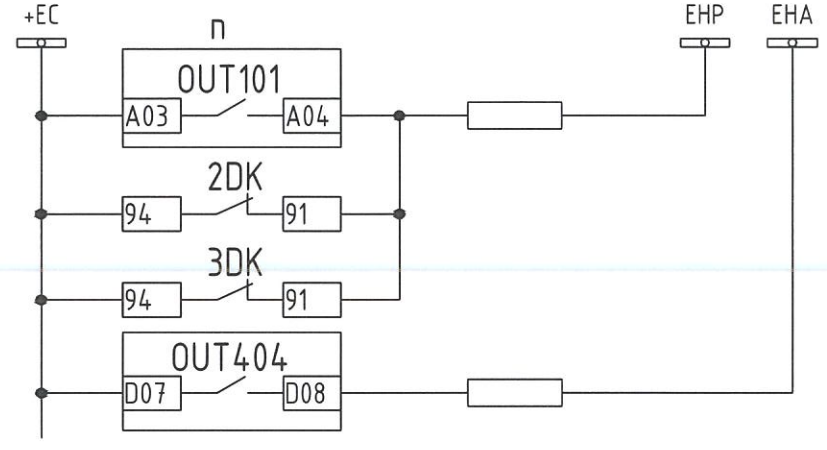 +EC
EHP
EHA
n
OUT101
A03
A04
2DK
94
91
3DK
94
91
OUT404
D07
D08